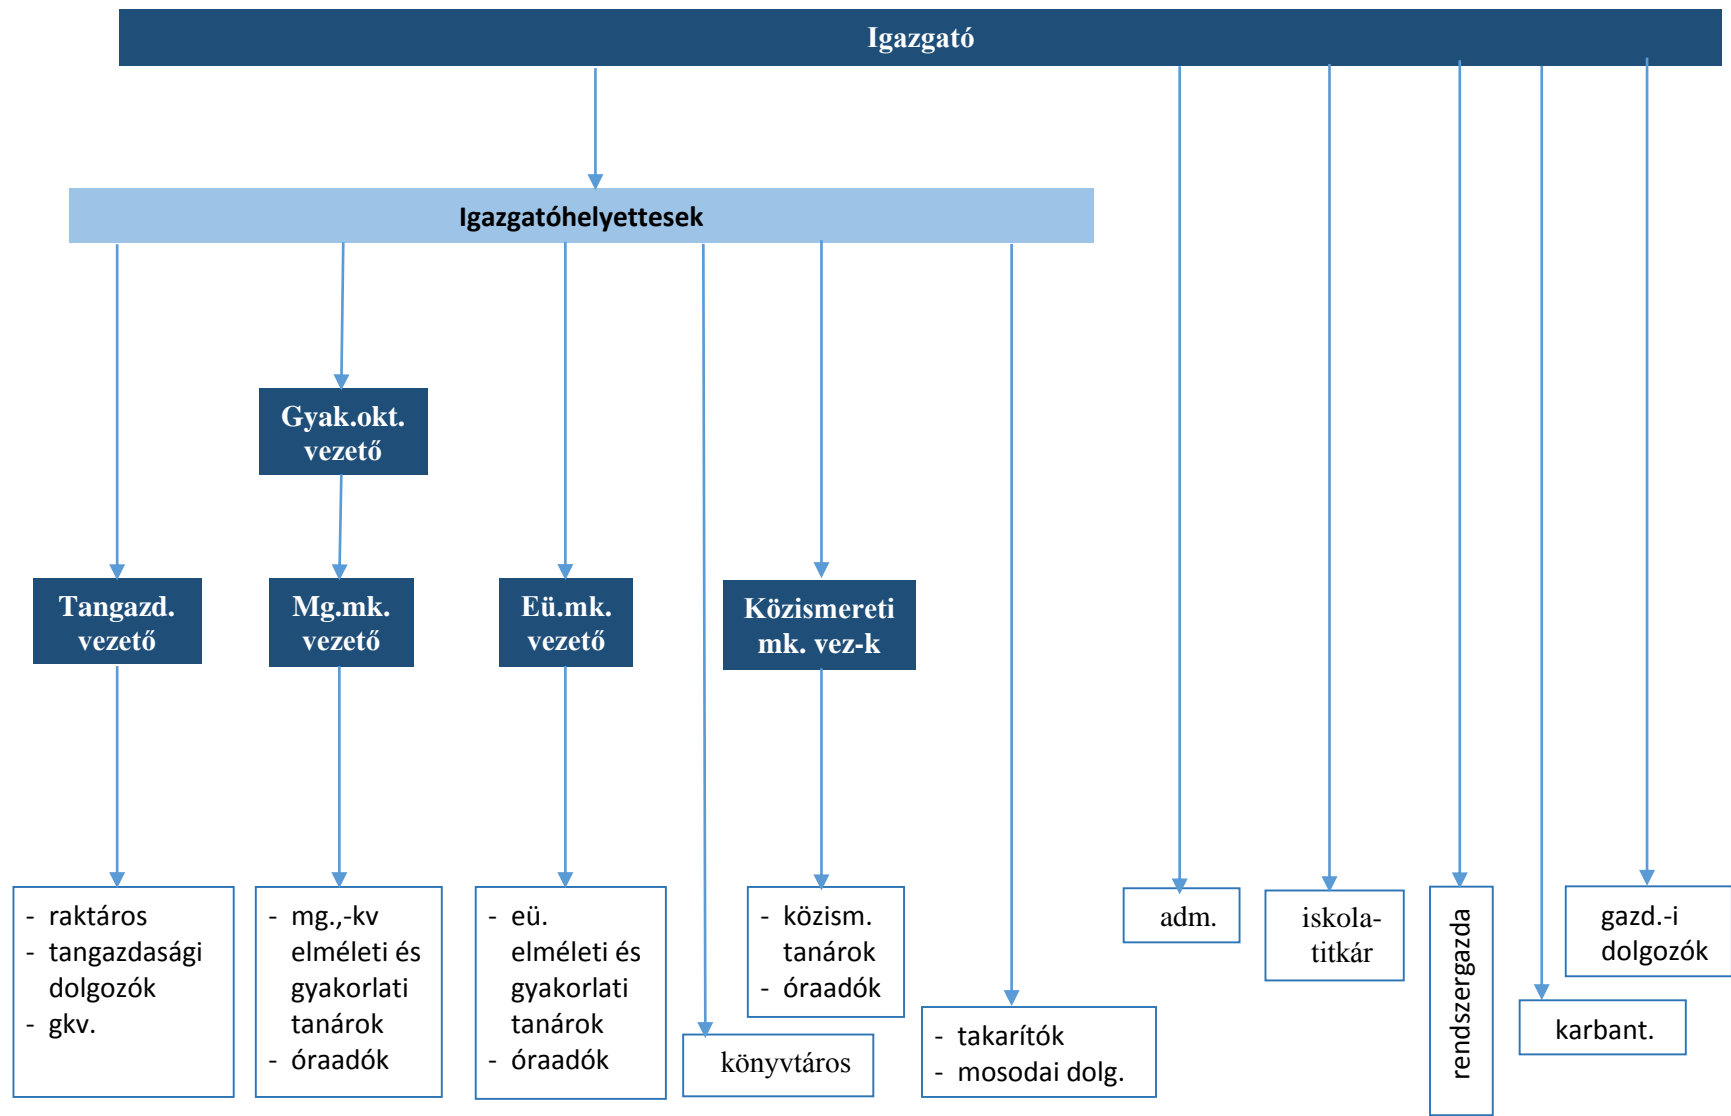 Igazgató
Igazgatóhelyettesek
Gyak.okt.
vezető
Tangazd.
vezető
Mg.mk.
vezető
Eü.mk.
vezető
Közismereti
mk. vez-k
- raktáros
- tangazdasági
dolgozók
- gkv.
- mg.,-kv
elméleti és
gyakorlati
tanárok
- óraadók
- eü.
elméleti és
gyakorlati
tanárok
- óraadók
könyvtáros
- közism.
tanárok
- óraadók
- takarítók
- mosodai dolg.
adm.
iskola-
titkár
rendszergazda
karbant.
gazd.-i
dolgozók